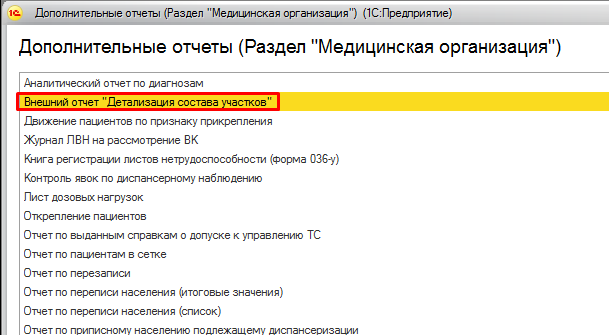 1С Дополнительные отчеты (Раздел "Медицинская организация") (1С:Предприятие)
Дополнительные отчеты (Раздел "Медицинская организация")
Аналитический отчет по диагнозам
Внешний отчет "Детализация состава участков"
Движение пациентов по признаку прикрепления
Журнал ЛВН на рассмотрение ВК
Книга регистрации листов нетрудоспособности (форма 036-у)
Контроль явок по диспансерному наблюдению
Лист дозовых нагрузок
Открепление пациентов
Отчет по выданным справкам о допуске к управлению ТС
Отчет по пациентам в сетке
Отчет по перезаписи
Отчет по переписи населения (итоговые значения)
Отчет по переписи населения (список)
Отчет по приписному населению подлежащему диспансеризации